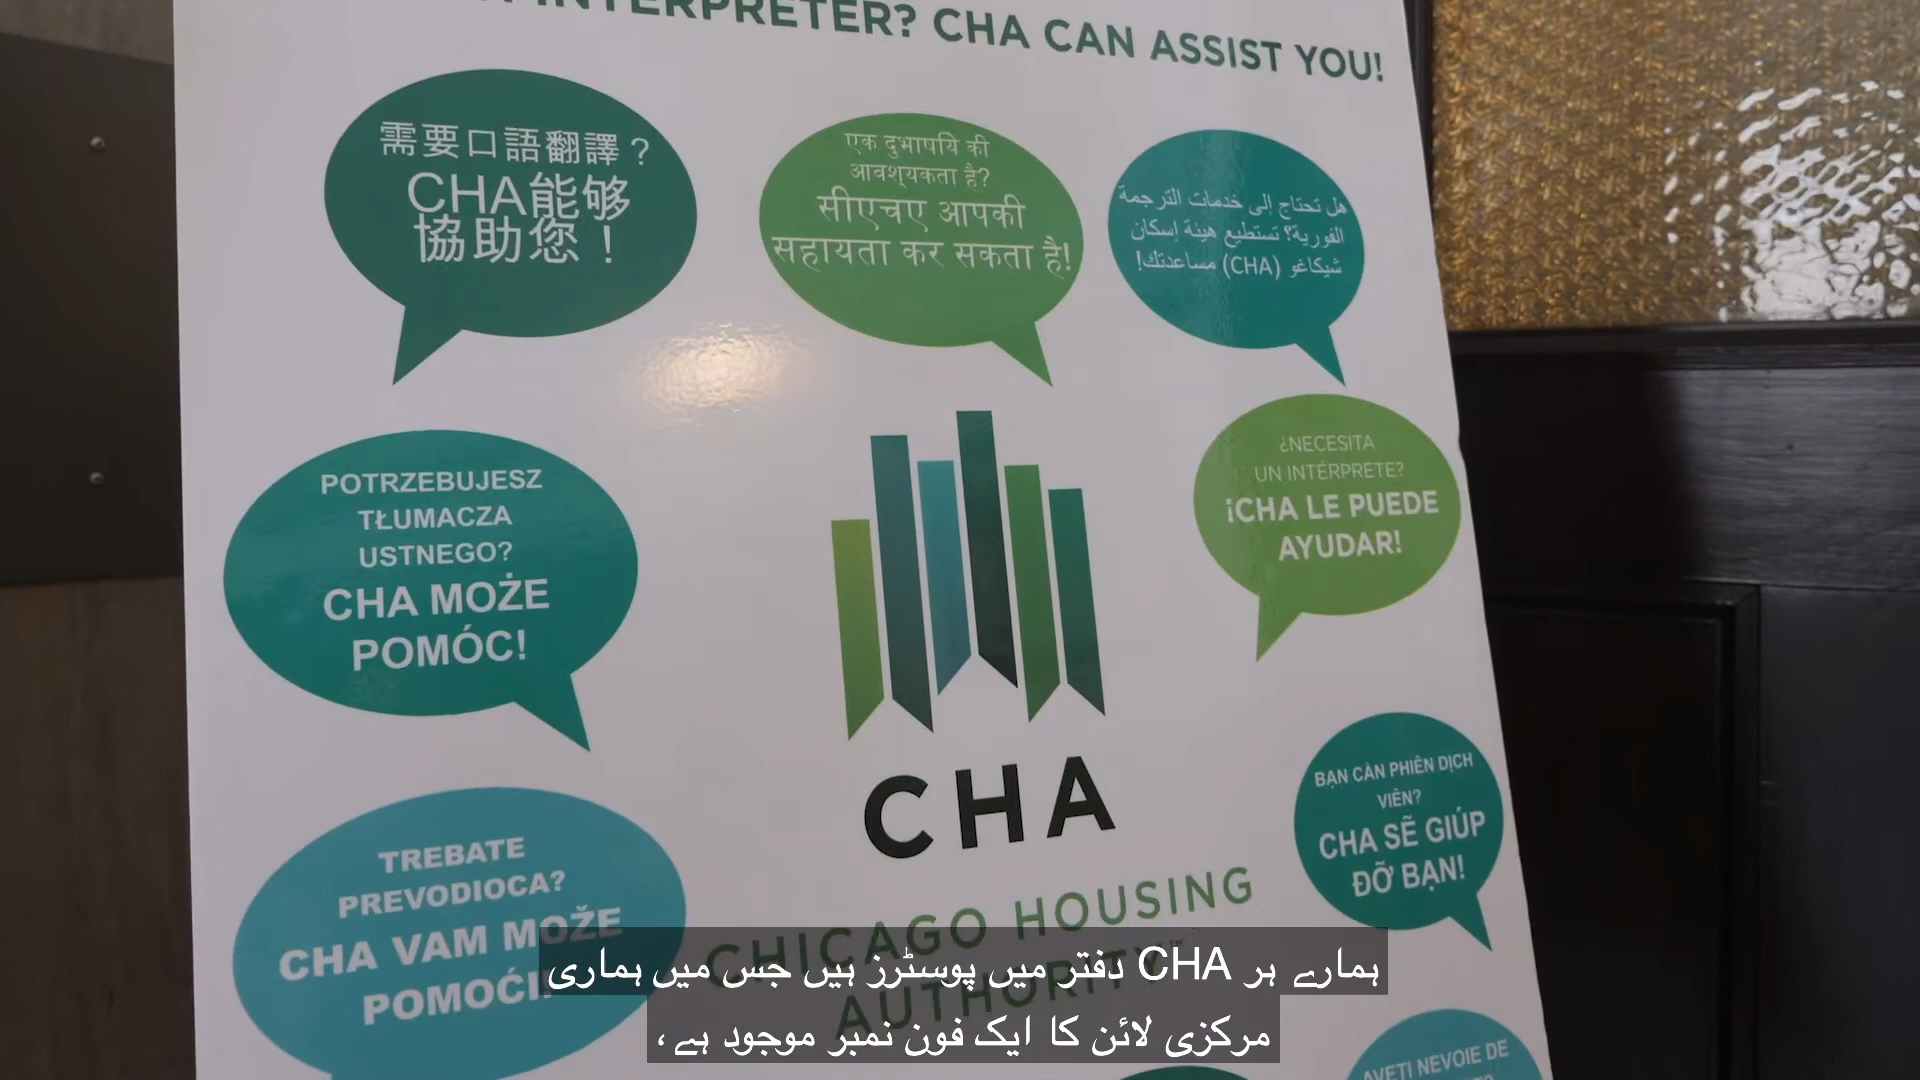 INTERPRETER? CHA CAN ASSIST YOU!
需要口語翻譯？
CHA能够
協助您！
एक दुभाषिये की
आवश्यकता है?
सीएचए आपकी
सहायता कर सकता है!
هل تحتاج إلى خدمات الترجمة
الفورية؟ تستطيع هيئة إسكان
شيكاغو (CHA) مساعدتك!
POTRZEBUJESZ
TŁUMACZA
USTNEGO?
CHA MOŻE
POMÓC!
¿NECESITA
UN INTÉRPRETE?
¡CHA LE PUEDE
AYUDAR!
TREBATE
PREVODIOCA?
CHA VAM MOŽE
POMOĆI!
CHA
CHICAGO HOUSING
AUTHORITY
BẠN CẦN PHIÊN DỊCH
VIÊN?
CHA SẼ GIÚP
ĐỠ BẠN!
AVEȚI NEVOIE DE
ہمارے ہر CHA دفتر میں پوسٹرز ہیں جس میں ہماری
مرکزی لائن کا ایک فون نمبر موجود ہے،